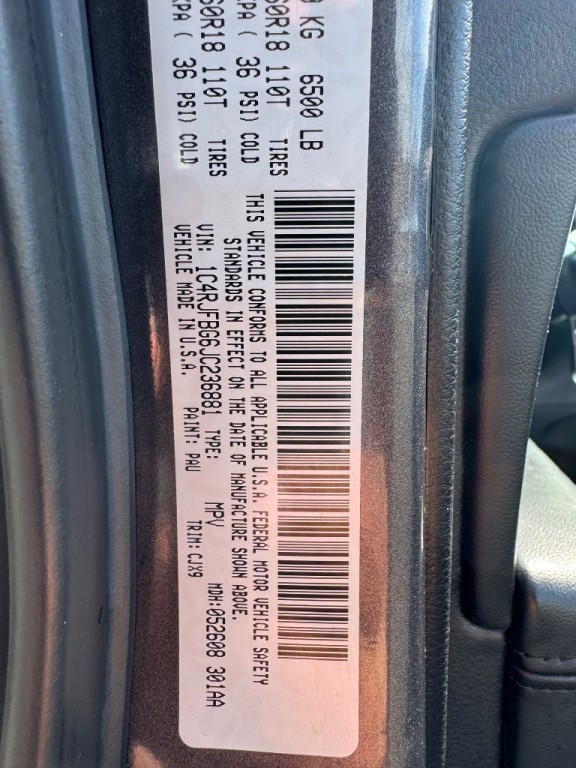 KG 6500 LB
60R18 110T TIRES
KPA ( 36 PSI) COLD
60R18 110T TIRES
KPA ( 36 PSI) COLD
THIS VEHICLE CONFORMS TO ALL APPLICABLE U.S.A. FEDERAL MOTOR VEHICLE SAFETY
STANDARDS IN EFFECT ON THE DATE OF MANUFACTURE SHOWN ABOVE.
VIN: 1C4RJFBG6JC236881 TYPE: MPV MDH:052608 301AA
VEHICLE MADE IN U.S.A. PAINT: PAU TRIM: CJX9